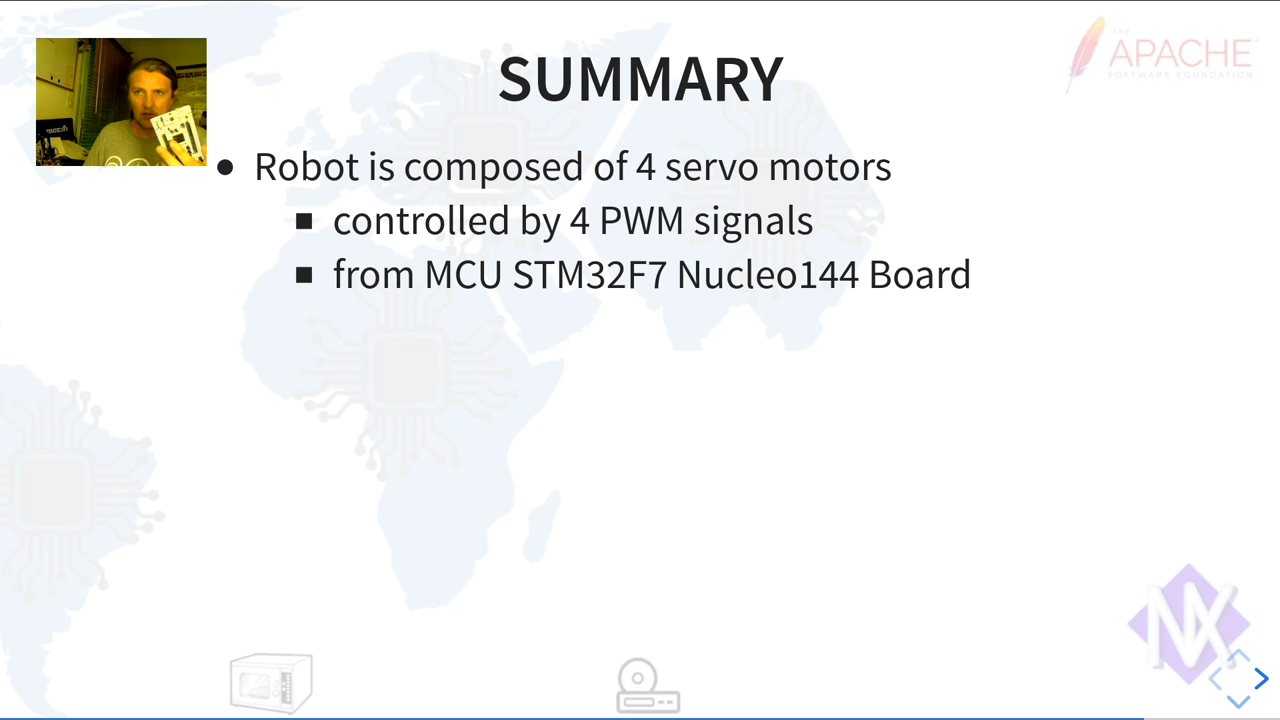 SUMMARY
THE
APACHE
SOFTWARE FOUNDATION
Robot is composed of 4 servo motors
controlled by 4 PWM signals
from MCU STM32F7 Nucleo144 Board
NX